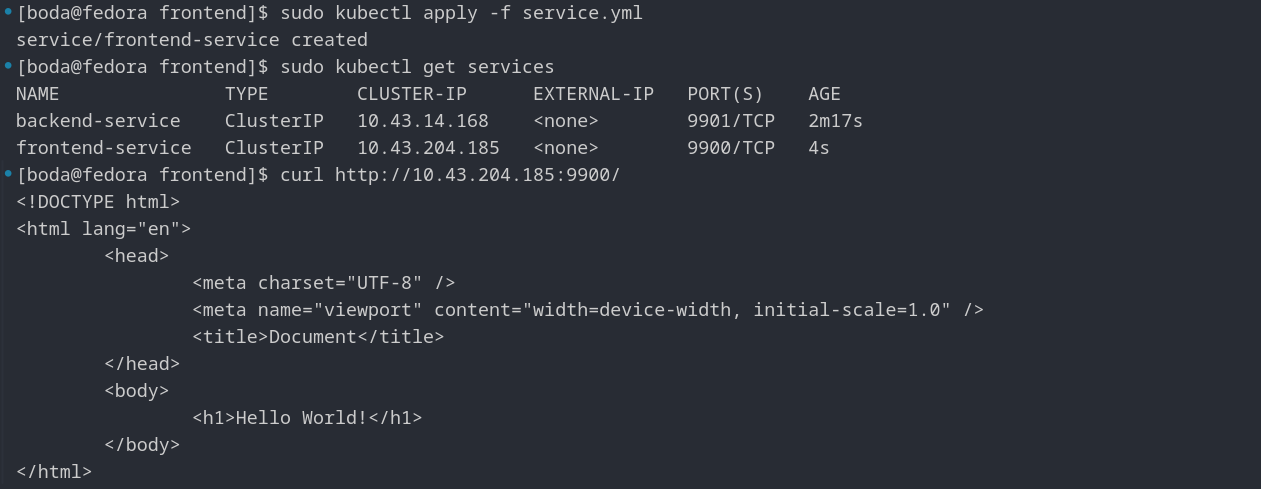 [boda@fedora frontend]$ sudo kubectl apply -f service.yml
service/frontend-service created
[boda@fedora frontend]$ sudo kubectl get services
NAME               TYPE        CLUSTER-IP      EXTERNAL-IP   PORT(S)    AGE
backend-service    ClusterIP   10.43.14.168    <none>        9901/TCP   2m17s
frontend-service   ClusterIP   10.43.204.185   <none>        9900/TCP   4s
[boda@fedora frontend]$ curl http://10.43.204.185:9900/
<!DOCTYPE html>
<html lang="en">
        <head>
                <meta charset="UTF-8" />
                <meta name="viewport" content="width=device-width, initial-scale=1.0" />
                <title>Document</title>
        </head>
        <body>
                <h1>Hello World!</h1>
        </body>
</html>